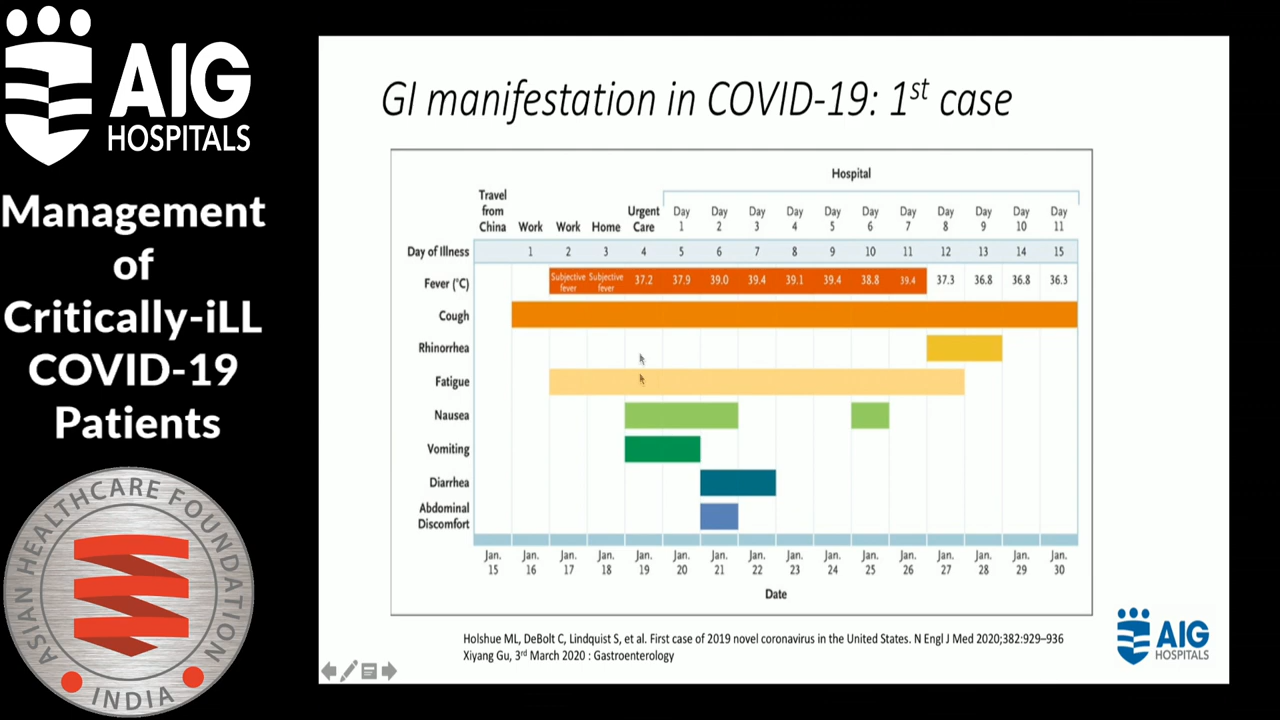 AIG
HOSPITALS
Management
of
Critically-iLL
COVID-19
Patients
ASIAN HEALTHCARE FOUNDATION
INDIA
GI manifestation in COVID-19: 1st case
Hospital
Travel from China Work Work Home Urgent Care Day 1 Day 2 Day 3 Day 4 Day 5 Day 6 Day 7 Day 8 Day 9 Day 10 Day 11
Day of Illness 1 2 3 4 5 6 7 8 9 10 11 12 13 14 15
Fever (°C) Subjective fever Subjective fever 37.2 37.9 39.0 39.4 39.1 39.4 38.8 39.4 37.3 36.8 36.8 36.3
Cough
Rhinorrhea
Fatigue
Nausea
Vomiting
Diarrhea
Abdominal
Discomfort
Jan. 15 Jan. 16 Jan. 17 Jan. 18 Jan. 19 Jan. 20 Jan. 21 Jan. 22 Jan. 23 Jan. 24 Jan. 25 Jan. 26 Jan. 27 Jan. 28 Jan. 29 Jan. 30
Date
Holshue ML, DeBolt C, Lindquist S, et al. First case of 2019 novel coronavirus in the United States. N Engl J Med 2020;382:929–936
Xiyang Gu, 3rd March 2020 : Gastroenterology
AIG
HOSPITALS